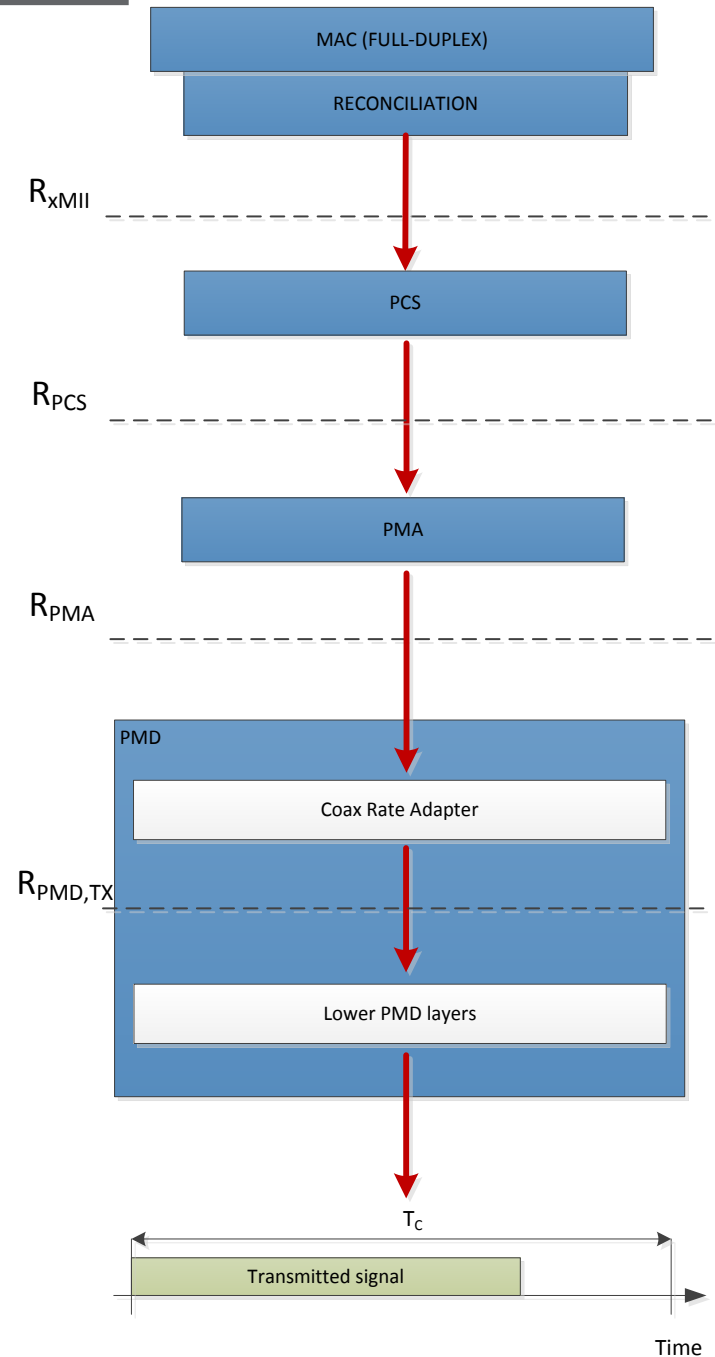 MAC (FULL-DUPLEX)
RECONCILIATION
RxMII
PCS
RPCS
PMA
RPMA
PMD
Coax Rate Adapter
RPMD,TX
Lower PMD layers
TC
Transmitted signal
Time